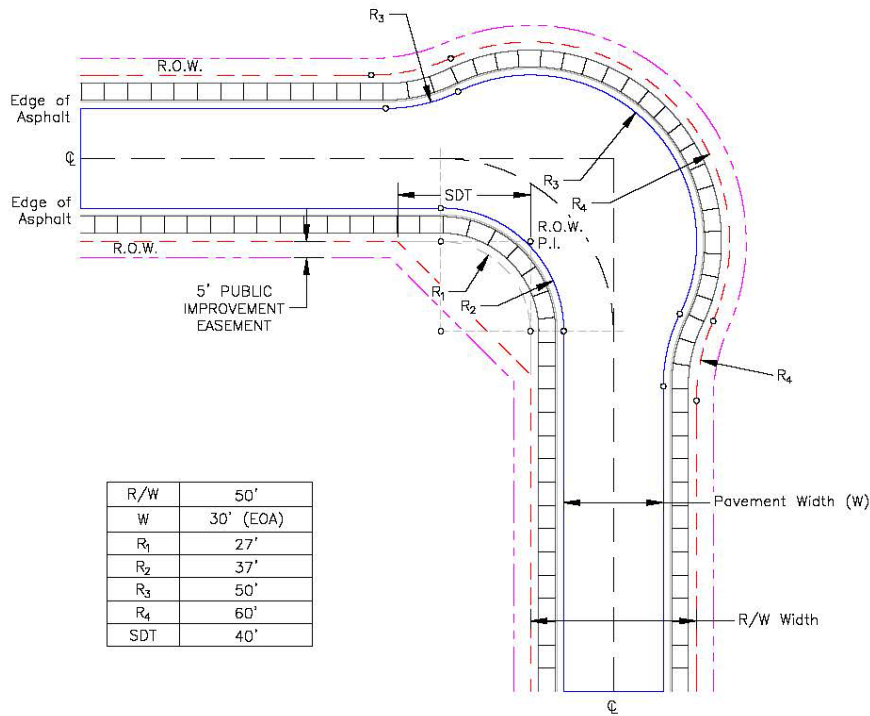 R3
R.O.W.
Edge of
Asphalt
℄
R3
R4
SDT
Edge of
Asphalt
R.O.W.
P.I.
R.O.W.
R1
5' PUBLIC
IMPROVEMENT
EASEMENT
R2
R4
R/W 50'
W 30' (EOA)
R1 27'
R2 37'
R3 50'
R4 60'
SDT 40'
Pavement Width (W)
R/W Width
℄